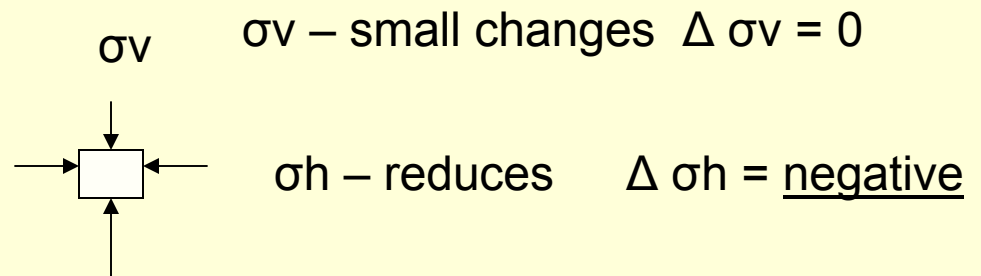 σv
σv – small changes Δ σv = 0
σh – reduces Δ σh = negative